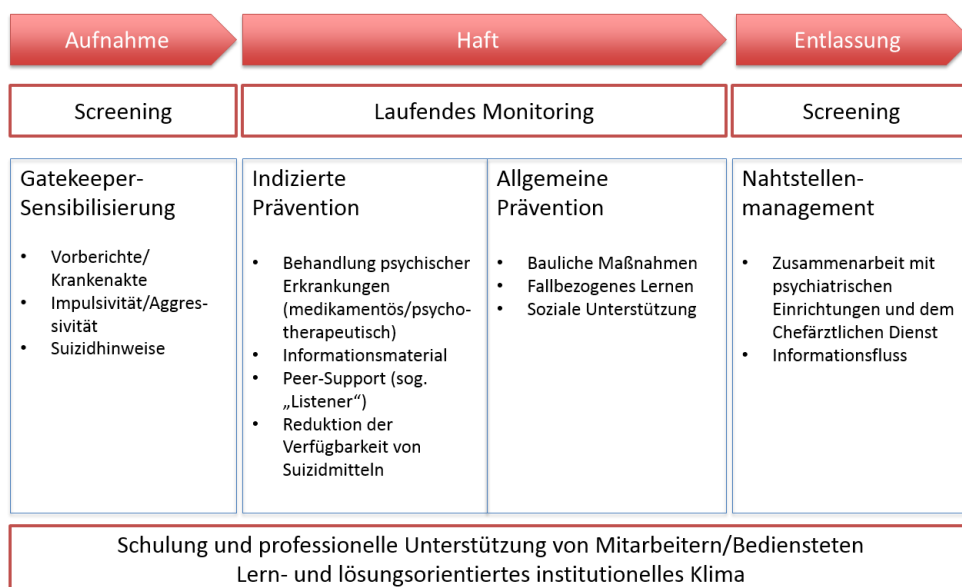 Aufnahme
Haft
Entlassung
Screening
Laufendes Monitoring
Screening
Gatekeeper-
Sensibilisierung
• Vorberichte/
Krankenakte
• Impulsivität/Aggres-
sivität
• Suizidhinweise
Indizierte
Prävention
• Behandlung psychischer
Erkrankungen
(medikamentös/psycho-
therapeutisch)
• Informationsmaterial
• Peer-Support (sog.
„Listener“)
• Reduktion der
Verfügbarkeit von
Suizidmitteln
Allgemeine
Prävention
• Bauliche Maßnahmen
• Fallbezogenes Lernen
• Soziale Unterstützung
Nahtstellen-
management
• Zusammenarbeit mit
psychiatrischen
Einrichtungen und dem
Chefärztlichen Dienst
• Informationsfluss
Schulung und professionelle Unterstützung von Mitarbeitern/Bediensteten
Lern- und lösungsorientiertes institutionelles Klima